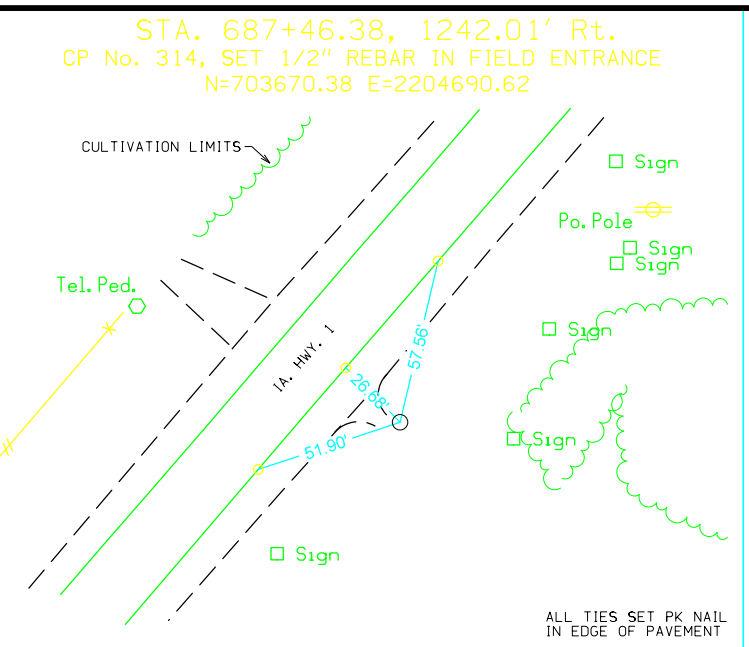 STA. 687+46.38, 1242.01' Rt.
CP No. 314, SET 1/2" REBAR IN FIELD ENTRANCE
N=703670.38 E=2204690.62
CULTIVATION LIMITS
Sign
Po. Pole
Sign
Sign
Tel. Ped.
Sign
IA. HWY. 1
57.56'
26.68'
51.90'
Sign
Sign
ALL TIES SET PK NAIL
IN EDGE OF PAVEMENT